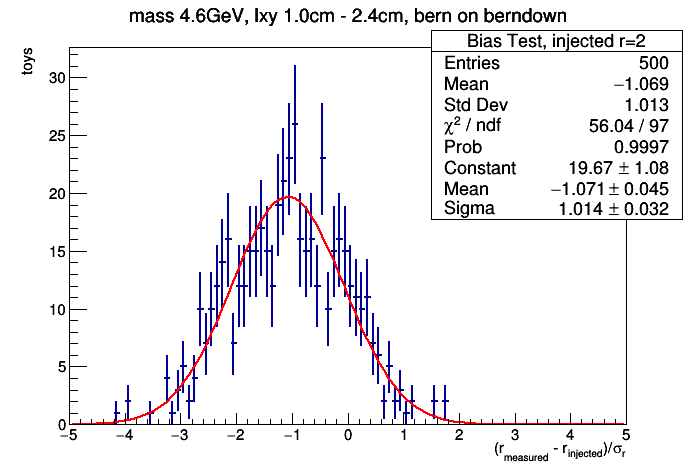 mass 4.6GeV, lxy 1.0cm - 2.4cm, bern on berndown
toys
Bias Test, injected r=2
Entries 500
Mean −1.069
Std Dev 1.013
χ² / ndf 56.04 / 97
Prob 0.9997
Constant 19.67 ± 1.08
Mean −1.071 ± 0.045
Sigma 1.014 ± 0.032
30
25
20
15
10
5
0
−5 −4 −3 −2 −1 0 1 2 3 4 5
(r_measured - r_injected)/σ_r